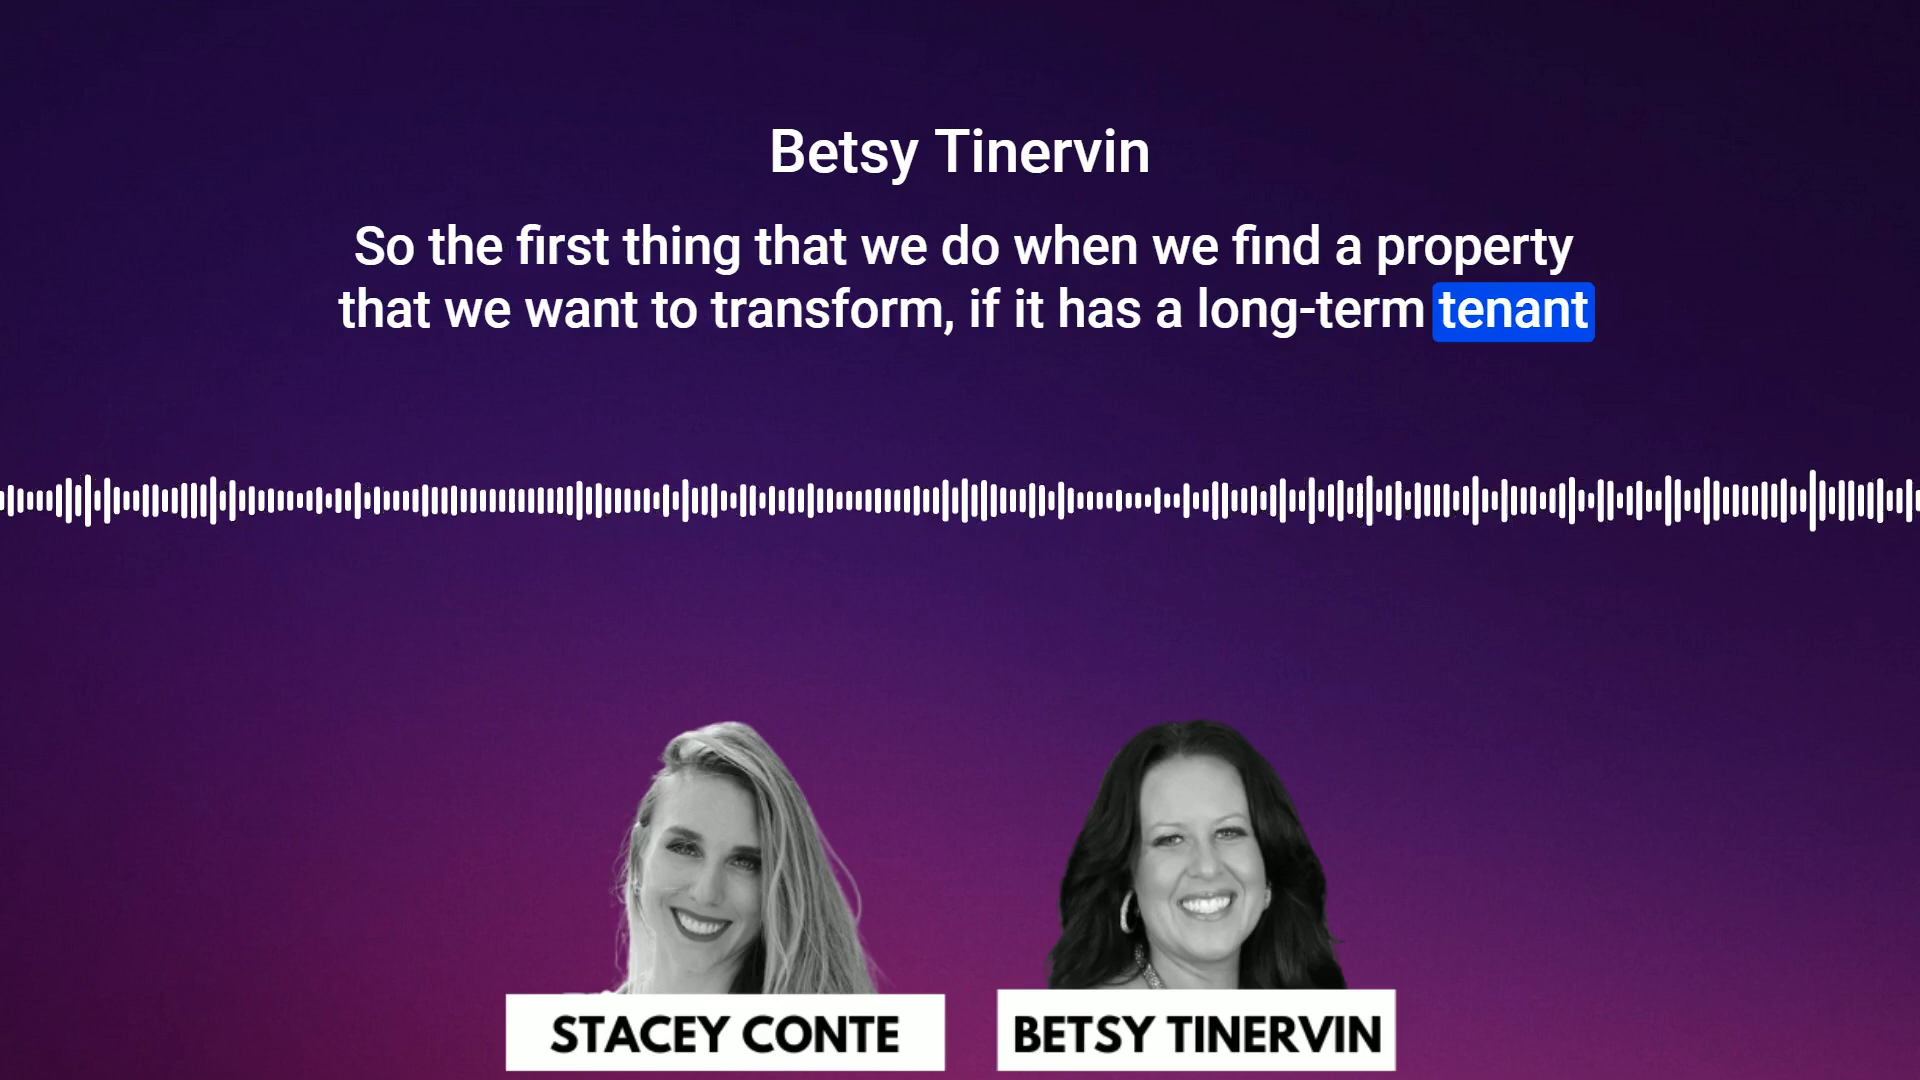 Betsy Tinervin
So the first thing that we do when we find a property
that we want to transform, if it has a long-term tenant
STACEY CONTE
BETSY TINERVIN